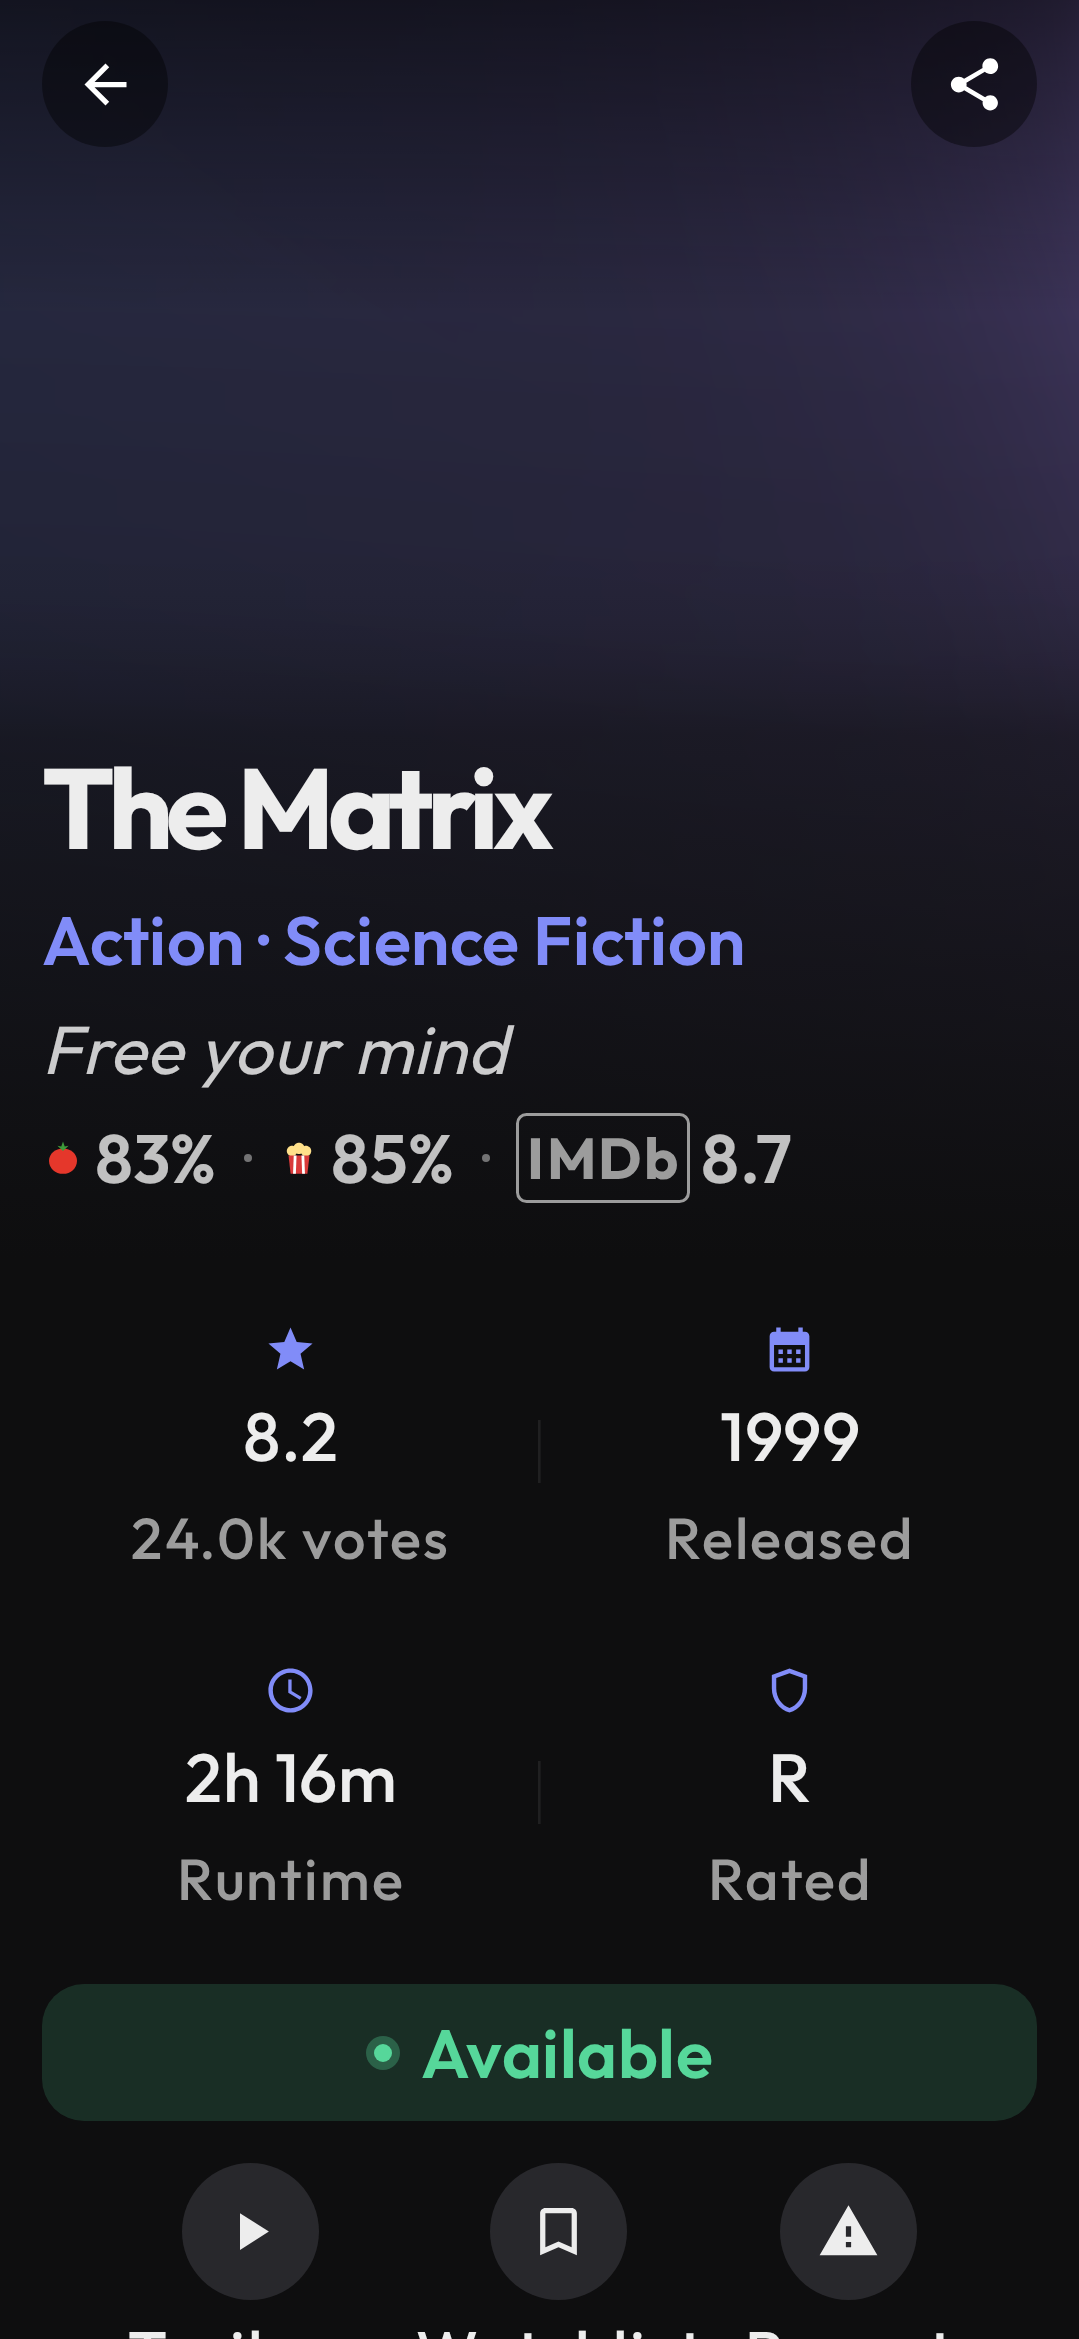 The Matrix
Action · Science Fiction
Free your mind
83% · 85% · IMDb 8.7
8.2
1999
24.0k votes
Released
2h 16m
R
Runtime
Rated
Available